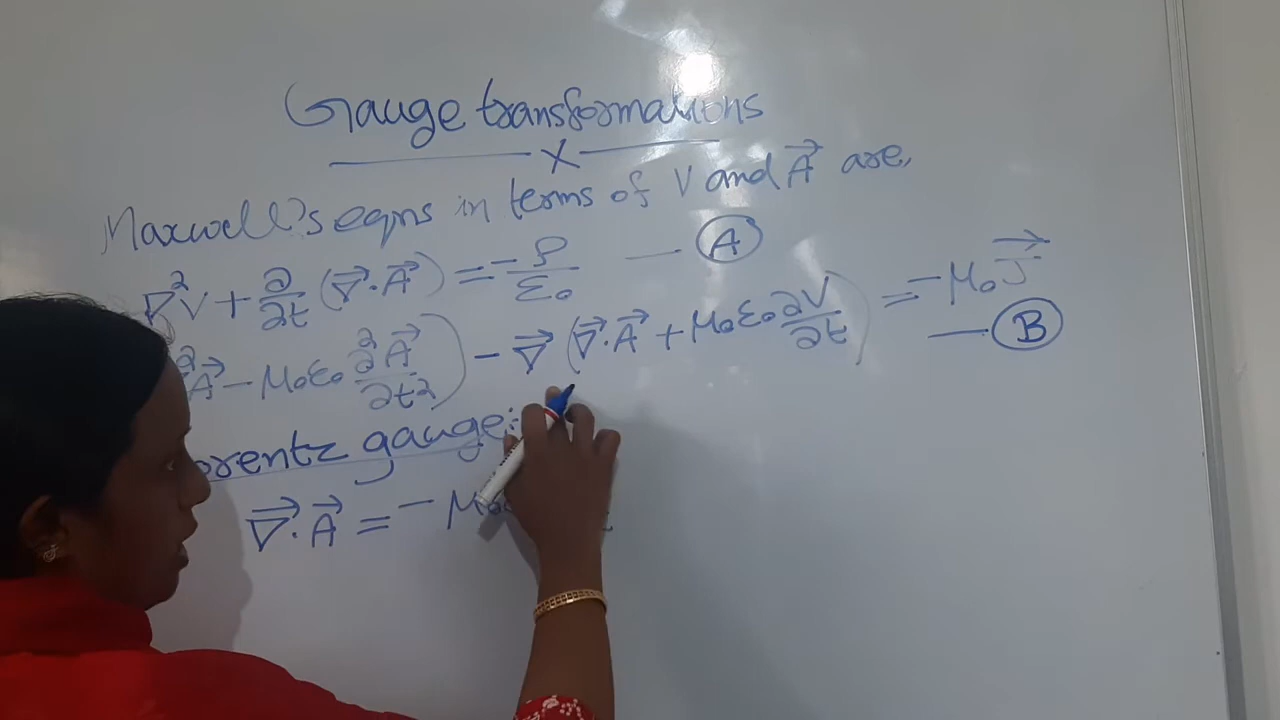 Gauge transformations
X
Maxwell's eqns in terms of V and A⃗ are,
∇²V + ∂/∂t (∇⃗·A⃗) = -ρ/ε₀ — (A)
²A⃗ - μ₀ε₀ ∂²A⃗/∂t²) - ∇⃗ (∇⃗·A⃗ + μ₀ε₀ ∂V/∂t) = -μ₀J⃗ — (B)
orentz gauge:
∇⃗·A⃗ = - μ₀